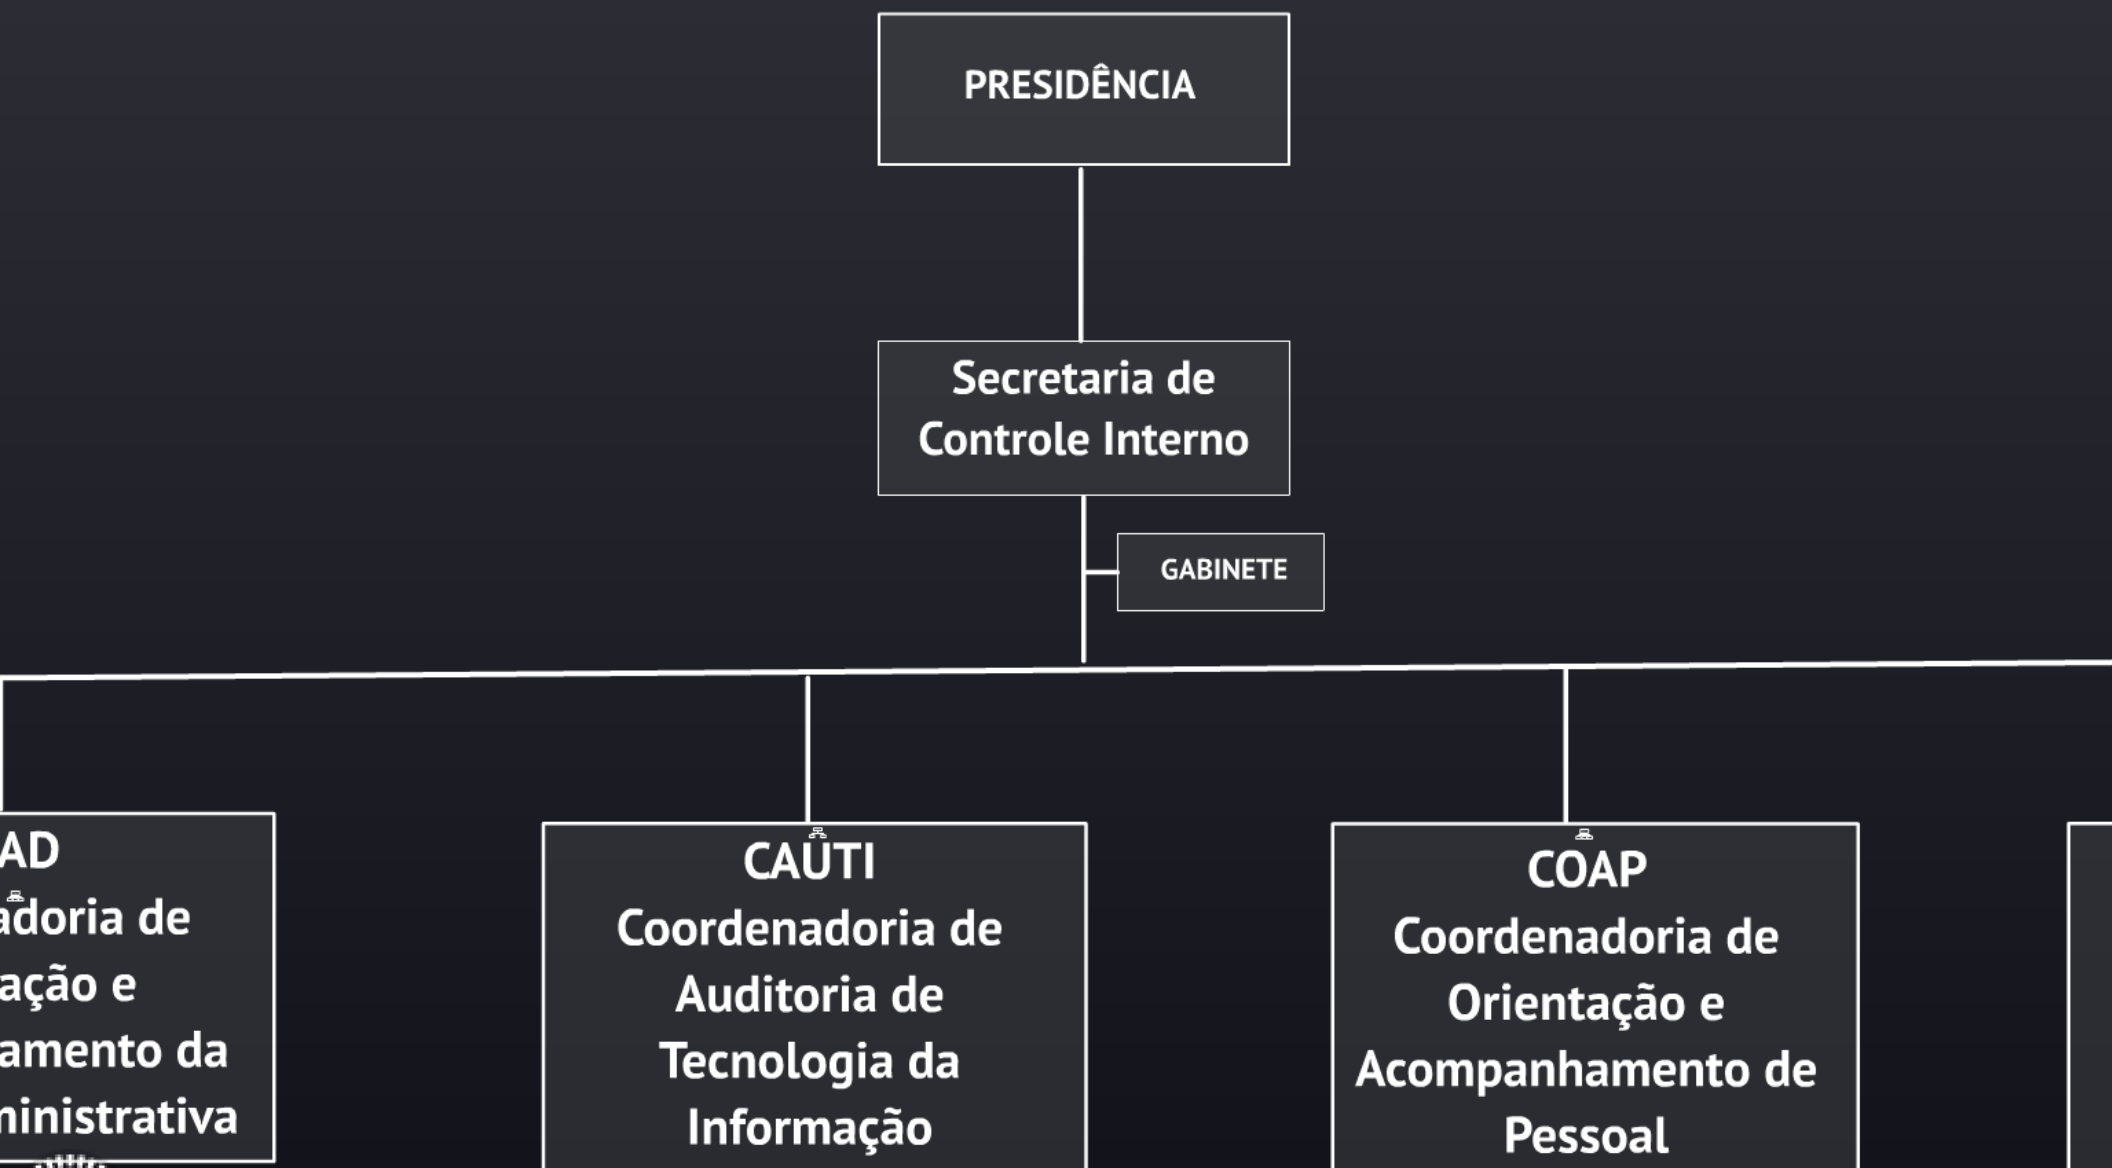 PRESIDÊNCIA
Secretaria de
Controle Interno
GABINETE
AD
adoria de
ação e
amento da
ministrativa
CAUTI
Coordenadoria de
Auditoria de
Tecnologia da
Informação
COAP
Coordenadoria de
Orientação e
Acompanhamento de
Pessoal